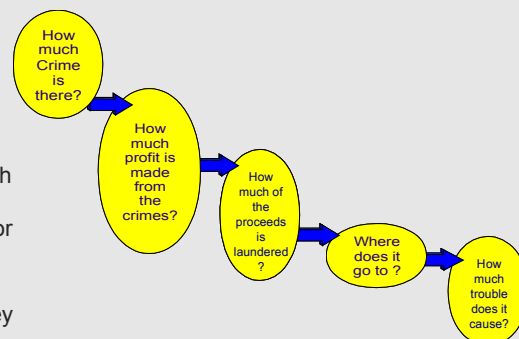 How
much
Crime
is
there?
How
much
profit is
made
from
the
crimes?
How
much of
the
proceeds
is
laundered
?
Where
does it
go to ?
How
much
trouble
does it
cause?